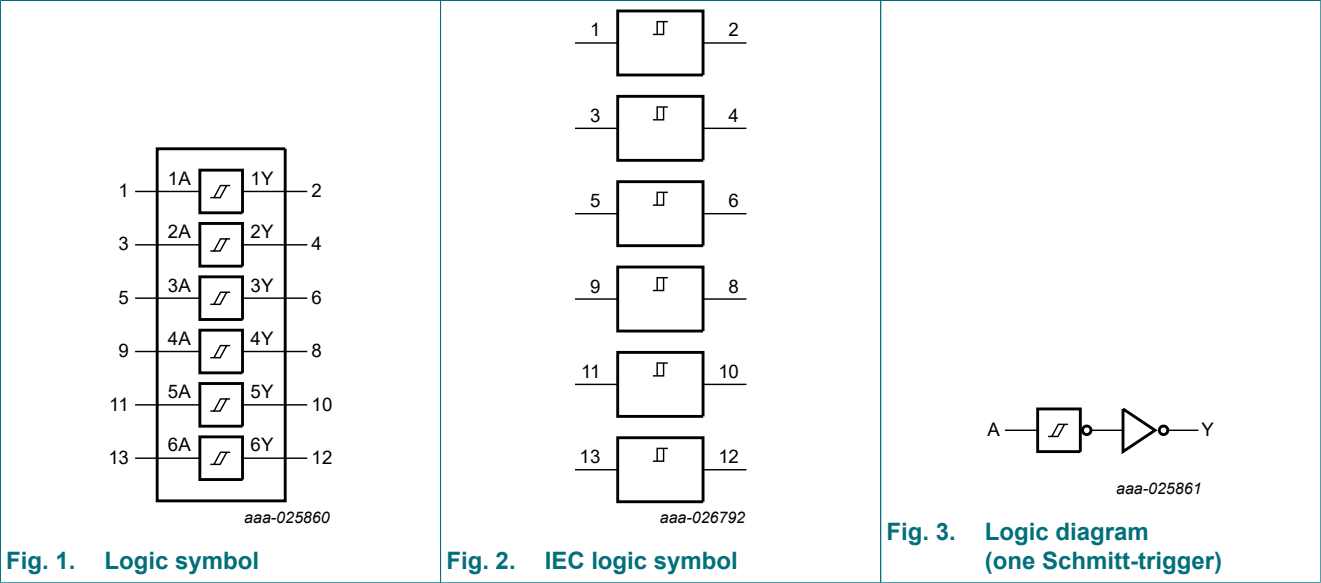 1 1A 1Y 2
3 2A 2Y 4
5 3A 3Y 6
9 4A 4Y 8
11 5A 5Y 10
13 6A 6Y 12
aaa-025860
Fig. 1. Logic symbol
1 2
3 4
5 6
9 8
11 10
13 12
aaa-026792
Fig. 2. IEC logic symbol
A Y
aaa-025861
Fig. 3. Logic diagram
(one Schmitt-trigger)